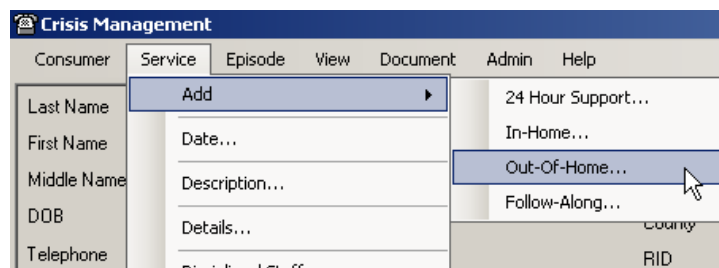 Crisis Management
Consumer Service Episode View Document Admin Help
Last Name
First Name
Middle Name
DOB
Telephone
Add
Date...
Description...
Details...
24 Hour Support...
In-Home...
Out-Of-Home...
Follow-Along...
County
RID